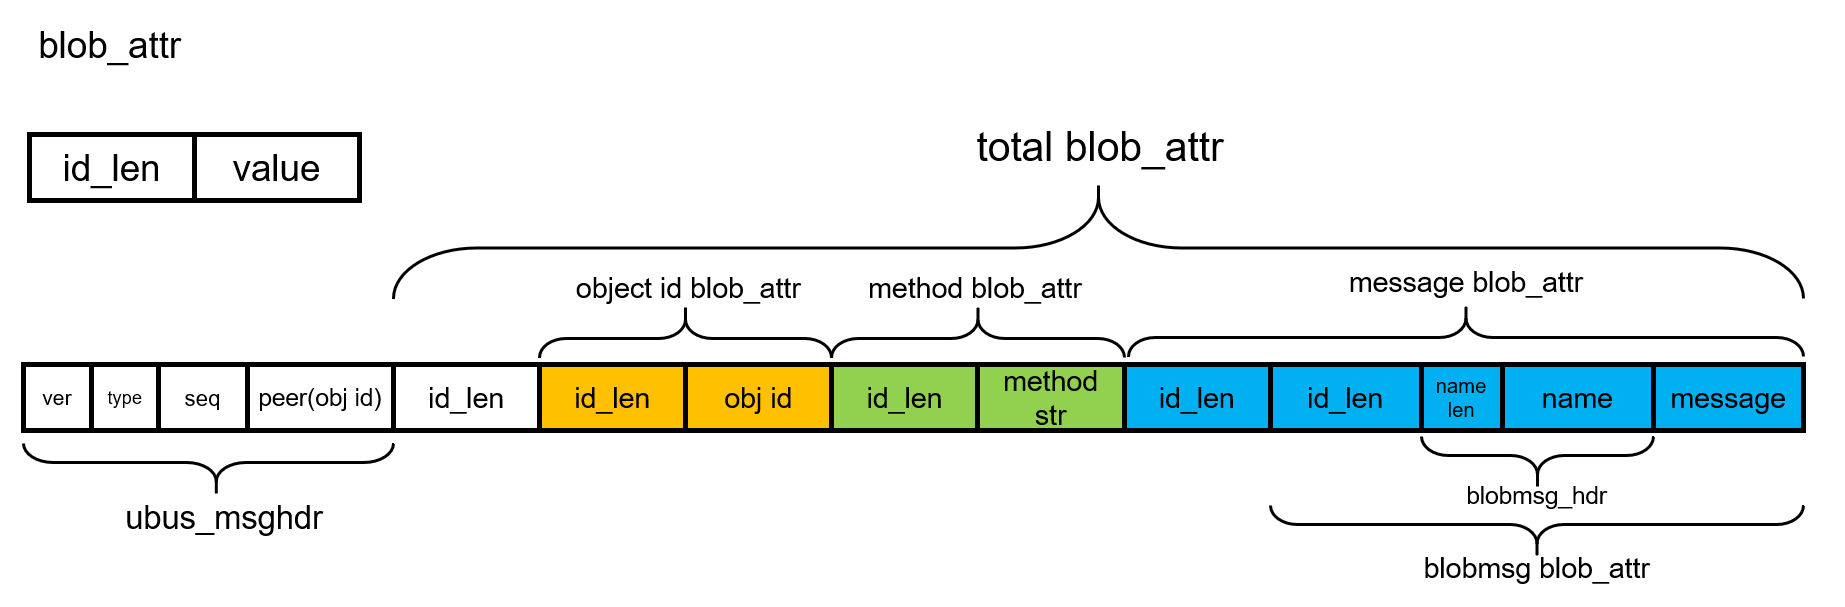 blob_attr
id_len
value
total blob_attr
object id blob_attr
method blob_attr
message blob_attr
ver
type
seq
peer(obj id)
id_len
id_len
obj id
id_len
method
str
id_len
id_len
name
len
name
message
blobmsg_hdr
ubus_msghdr
blobmsg blob_attr